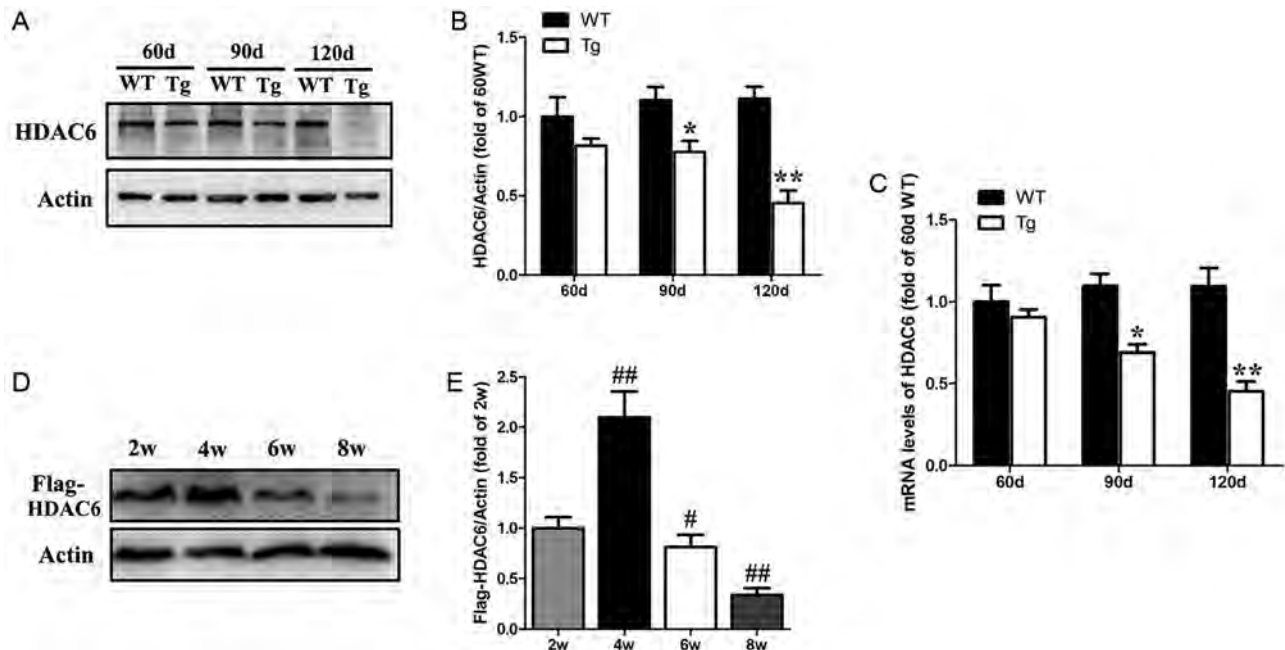 A
60d 90d 120d
WT Tg WT Tg WT Tg
HDAC6
Actin
B
WT
Tg
HDAC6/Actin (fold of 60WT)
1.5
1.0
0.5
0.0
*
**
60d 90d 120d
C
WT
Tg
mRNA levels of HDAC6 (fold of 60d WT)
1.5
1.0
0.5
0.0
*
**
60d 90d 120d
D
2w 4w 6w 8w
Flag-
HDAC6
Actin
E
Flag-HDAC6/Actin (fold of 2w)
2.5
2.0
1.5
1.0
0.5
0.0
##
#
##
2w 4w 6w 8w